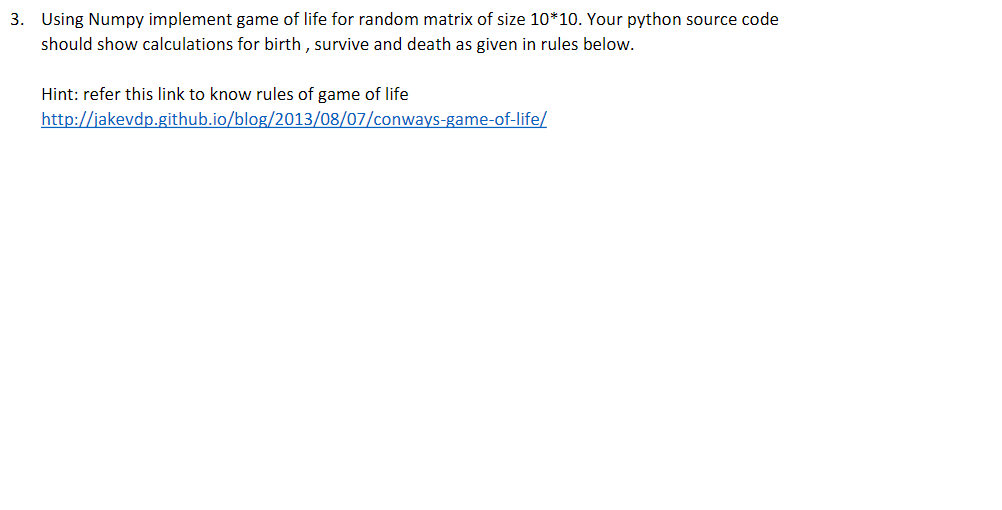 3. Using Numpy implement game of life for random matrix of size 10*10. Your python source code
should show calculations for birth , survive and death as given in rules below.
Hint: refer this link to know rules of game of life
http://jakevdp.github.io/blog/2013/08/07/conways-game-of-life/